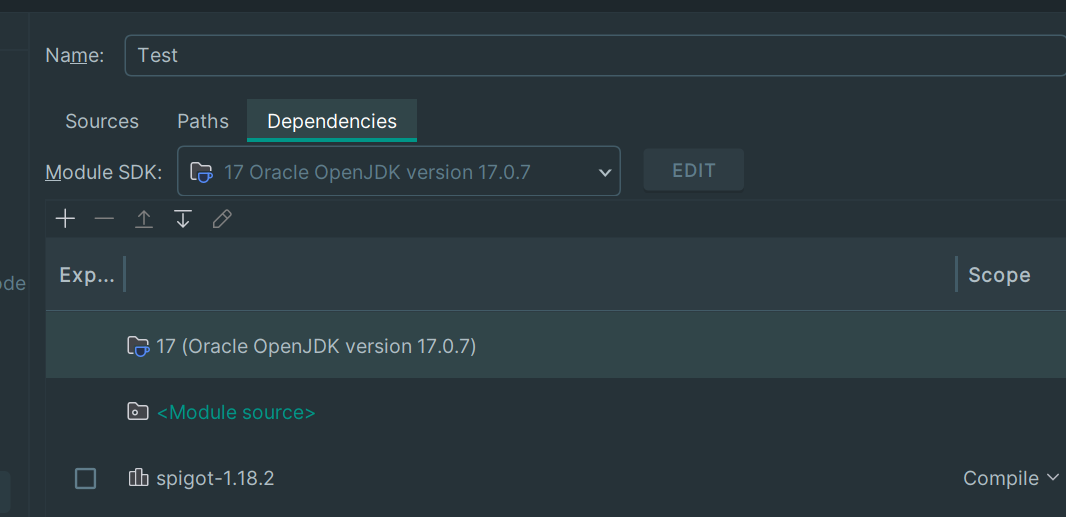 Name: Test
Sources Paths Dependencies
Module SDK: 17 Oracle OpenJDK version 17.0.7 EDIT
Exp... Scope
ode
17 (Oracle OpenJDK version 17.0.7)
<Module source>
spigot-1.18.2 Compile